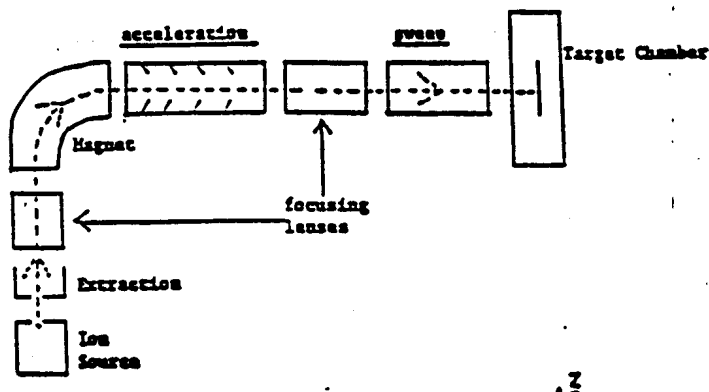 acceleration
sweep
Target Chamber
Magnet
focusing
lenses
Extraction
Ion
Source
Z